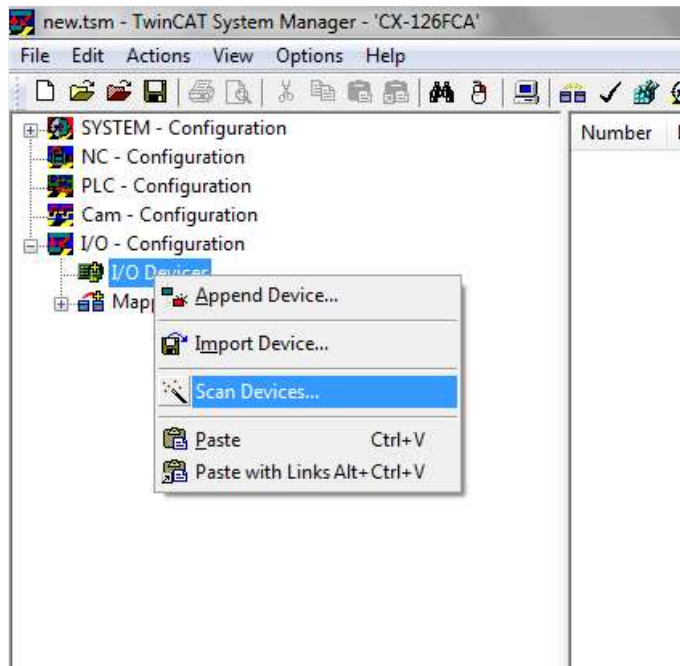 new.tsm - TwinCAT System Manager - 'CX-126FCA'
File Edit Actions View Options Help
SYSTEM - Configuration
Number
NC - Configuration
PLC - Configuration
Cam - Configuration
I/O - Configuration
I/O Devices
Append Device...
Import Device...
Scan Devices...
Paste Ctrl+V
Paste with Links Alt+Ctrl+V